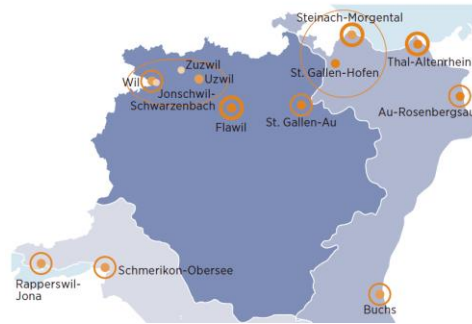 Steinach-Morgental
Zuzwil
Wil
Uzwil
St. Gallen-Hofen
Thal-Altenrhein
Jonschwil-
Schwarzenbach
Flawil
St. Gallen-Au
Au-Rosenbergsau
Rapperswil-
Jona
Schmerikon-Obersee
Buchs